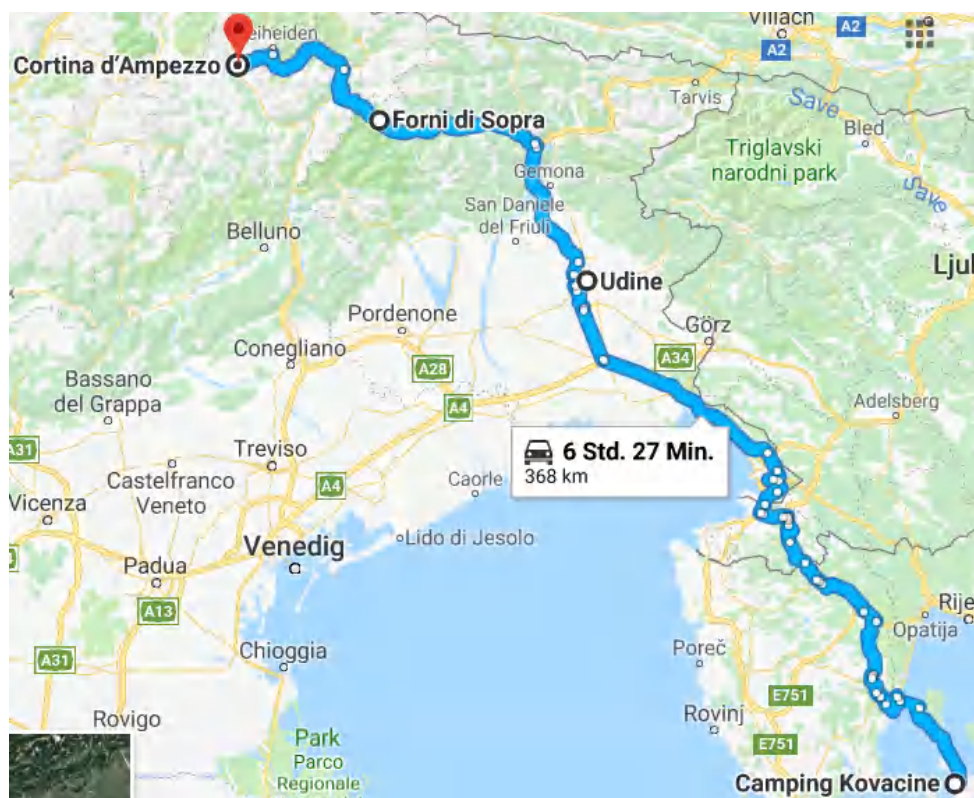 Villach
A2
A2
eiheiden
Cortina d'Ampezzo
Tarvis
Save
Bled
Forni di Sopra
Triglavski
narodni park
Save
Gemona
San Daniele
del Friuli
Belluno
Ljul
Udine
Pordenone
Görz
Conegliano
A34
A28
Bassano
del Grappa
A4
Adelsberg
A31
Treviso
6 Std. 27 Min.
368 km
Castelfranco
Veneto
A4
Caorle
Vicenza
Venedig
Lido di Jesolo
Padua
A13
Rije
Opatija
Chioggia
Poreč
A31
E751
Rovigo
Rovinj
Park
Parco
Regionale
E751
Camping Kovacine